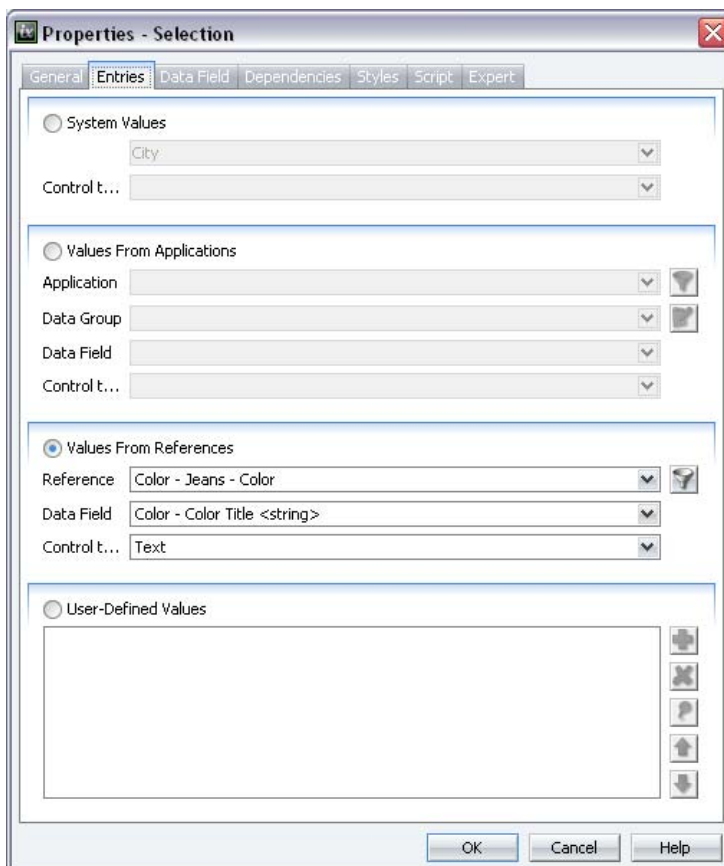 ix Properties - Selection
General Entries Data Field Dependencies Styles Script Expert
System Values
City
Control t...
Values From Applications
Application
Data Group
Data Field
Control t...
Values From References
Reference Color - Jeans - Color
Data Field Color - Color Title <string>
Control t... Text
User-Defined Values
OK Cancel Help